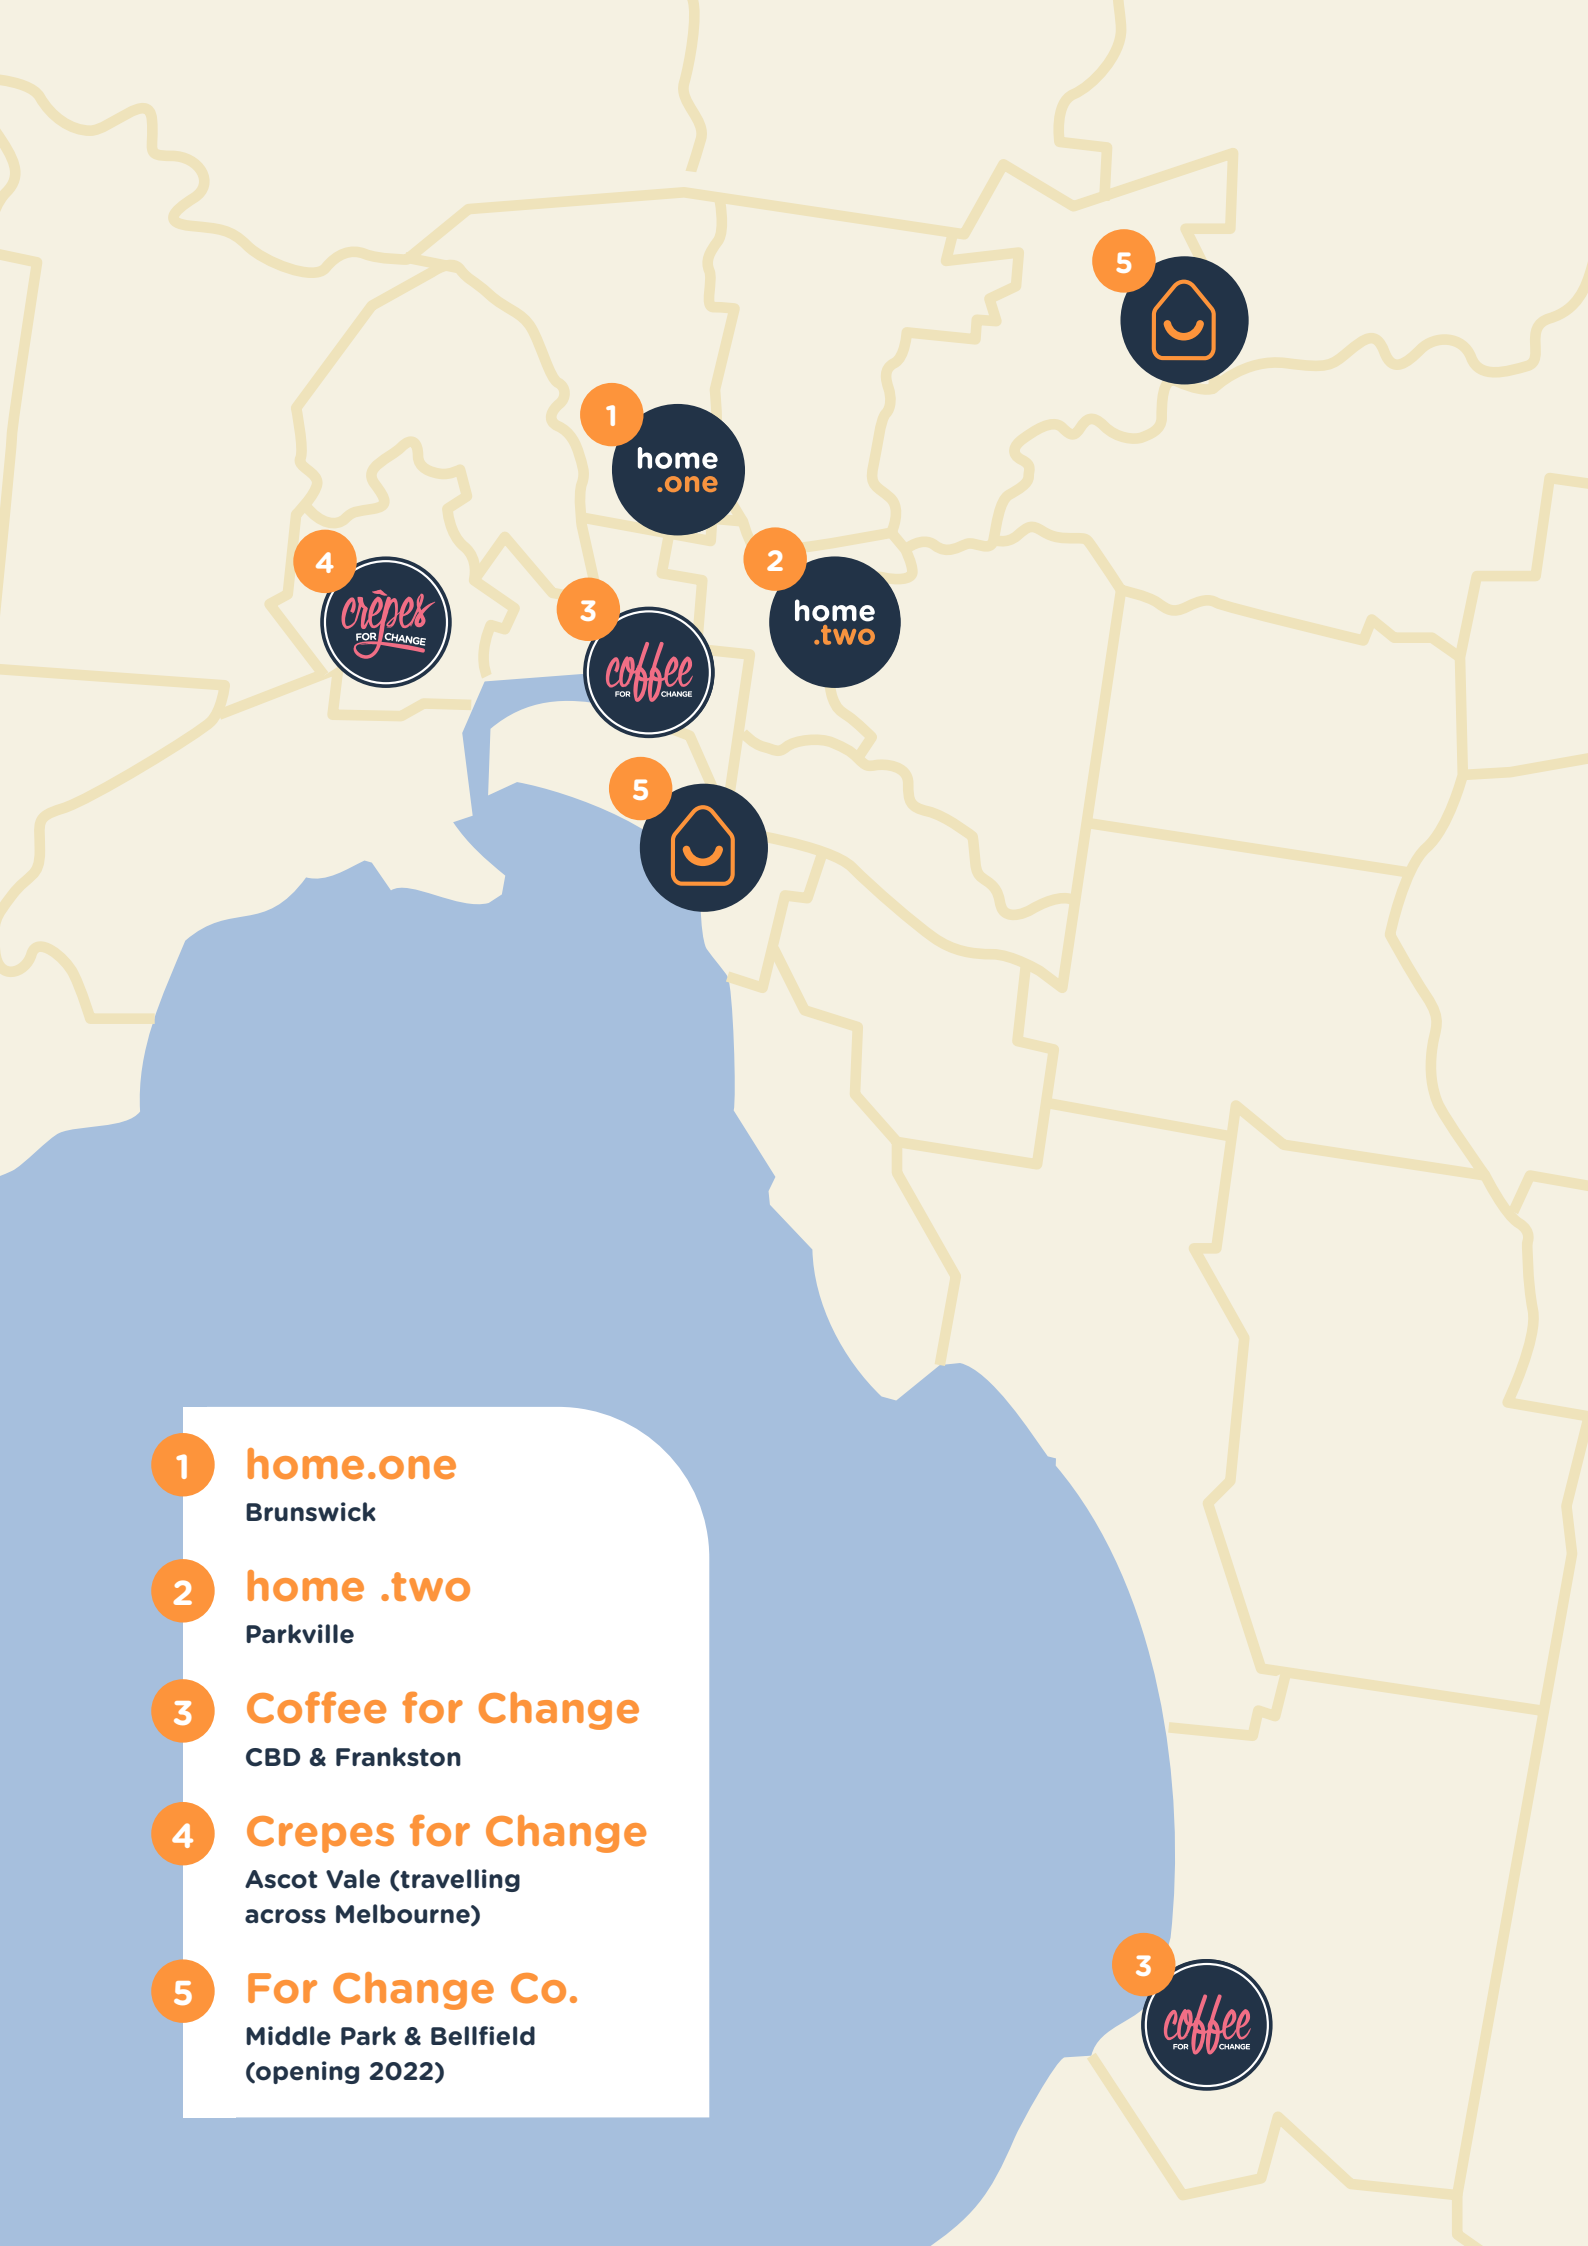 5
1
home
.one
4
crêpes
FOR CHANGE
2
home
.two
3
coffee
FOR CHANGE
5
1
home.one
Brunswick
2
home .two
Parkville
3
Coffee for Change
CBD & Frankston
4
Crepes for Change
Ascot Vale (travelling
across Melbourne)
5
For Change Co.
Middle Park & Bellfield
(opening 2022)
3
coffee
FOR CHANGE